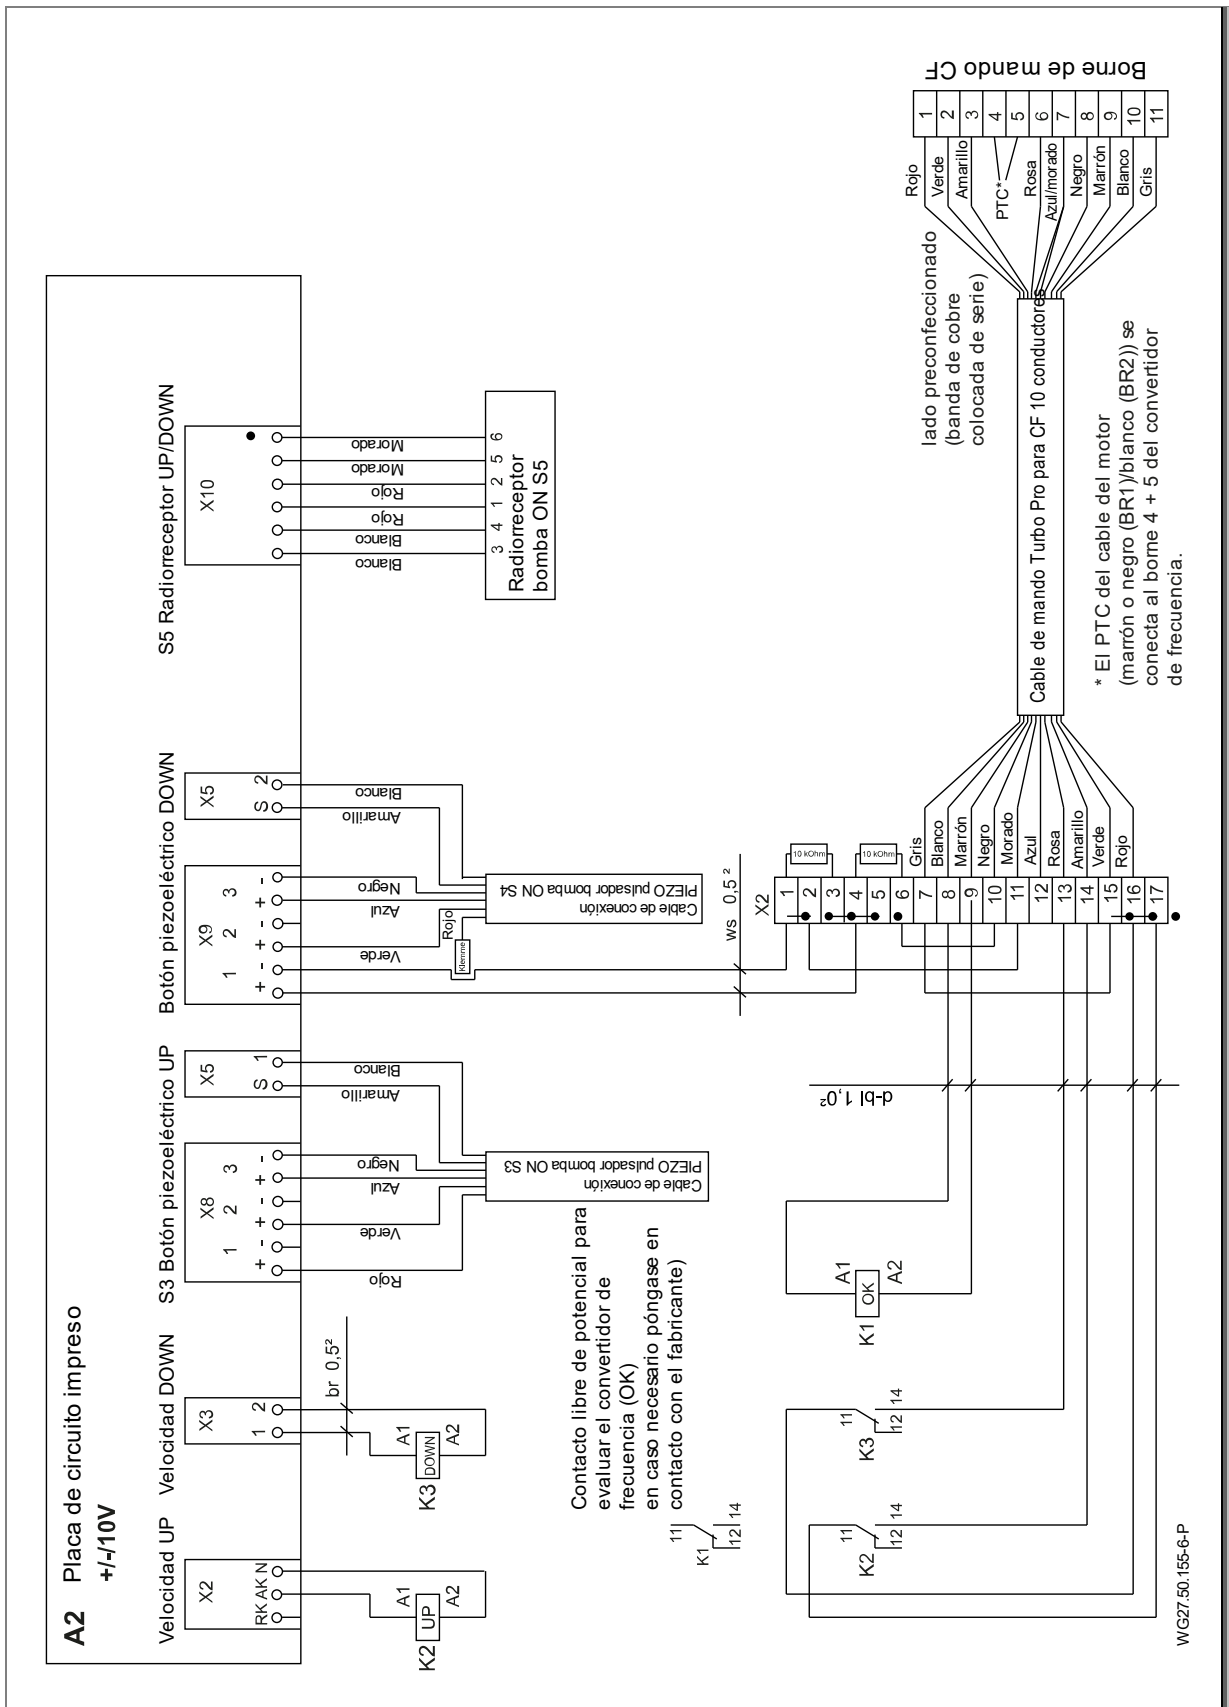 A2 Placa de circuito impreso
+/-/10V
Velocidad UP
X2
RK AK N
K2
UP
A1
A2
Velocidad DOWN
X3
1 2
br 0,5²
K3
DOWN
A1
A2
S3 Botón piezoeléctrico UP
X8
1 2 3
+ - + - + -
Rojo
Verde
Azul
Negro
X5
S 1
Amarillo
Blanco
Cable de conexión
PIEZO pulsador bomba ON S3
Botón piezoeléctrico DOWN
X9
1 2 3
+ - + - + -
Verde
Rojo
Klemme
Azul
Negro
X5
S 2
Amarillo
Blanco
Cable de conexión
PIEZO pulsador bomba ON S4
S5 Radiorreceptor UP/DOWN
X10
Blanco
Blanco
Rojo
Rojo
Morado
Morado
3 4 1 2 5 6
Radiorreceptor
bomba ON S5
Contacto libre de potencial para
evaluar el convertidor de
frecuencia (OK)
en caso necesario póngase en
contacto con el fabricante)
K1
11
12 14
ws 0,5²
X2
1
2
3
4
5
6
7
8
9
10
11
12
13
14
15
16
17
10 kOhm
10 kOhm
Gris
Blanco
Marrón
Negro
Morado
Azul
Rosa
Amarillo
Verde
Rojo
d-bl 1,0²
K1
OK
A1
A2
K3
11
12 14
K2
11
12 14
Cable de mando Turbo Pro para CF 10 conductores
lado preconfeccionado
(banda de cobre
colocada de serie)
* El PTC del cable del motor
(marrón o negro (BR1)/blanco (BR2)) se
conecta al borne 4 + 5 del convertidor
de frecuencia.
Rojo
Verde
Amarillo
PTC*
Rosa
Azul/morado
Negro
Marrón
Blanco
Gris
1
2
3
4
5
6
7
8
9
10
11
Borne de mando CF
WG27.50.155-6-P